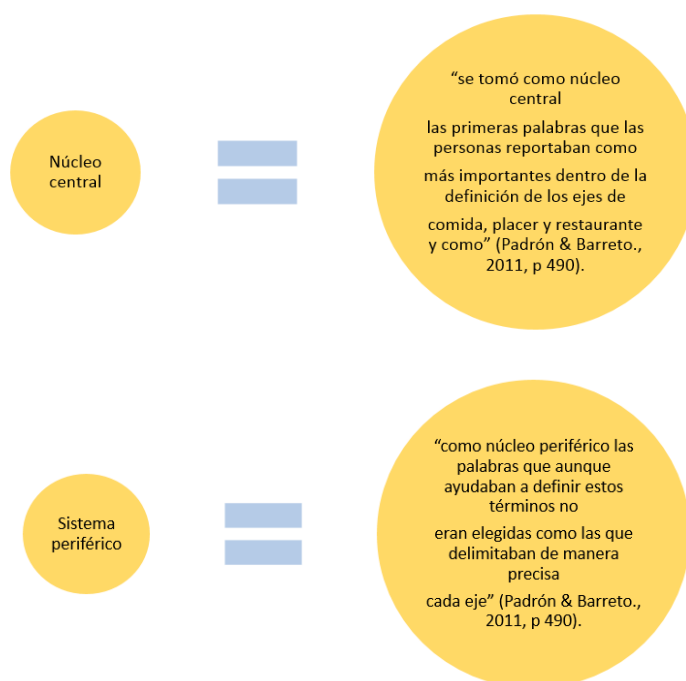 Núcleo
central
“se tomó como núcleo
central
las primeras palabras que las
personas reportaban como
más importantes dentro de la
definición de los ejes de
comida, placer y restaurante
y como” (Padrón & Barreto.,
2011, p 490).
Sistema
periférico
“como núcleo periférico las
palabras que aunque
ayudaban a definir estos
términos no
eran elegidas como las que
delimitaban de manera
precisa
cada eje” (Padrón & Barreto.,
2011, p 490).